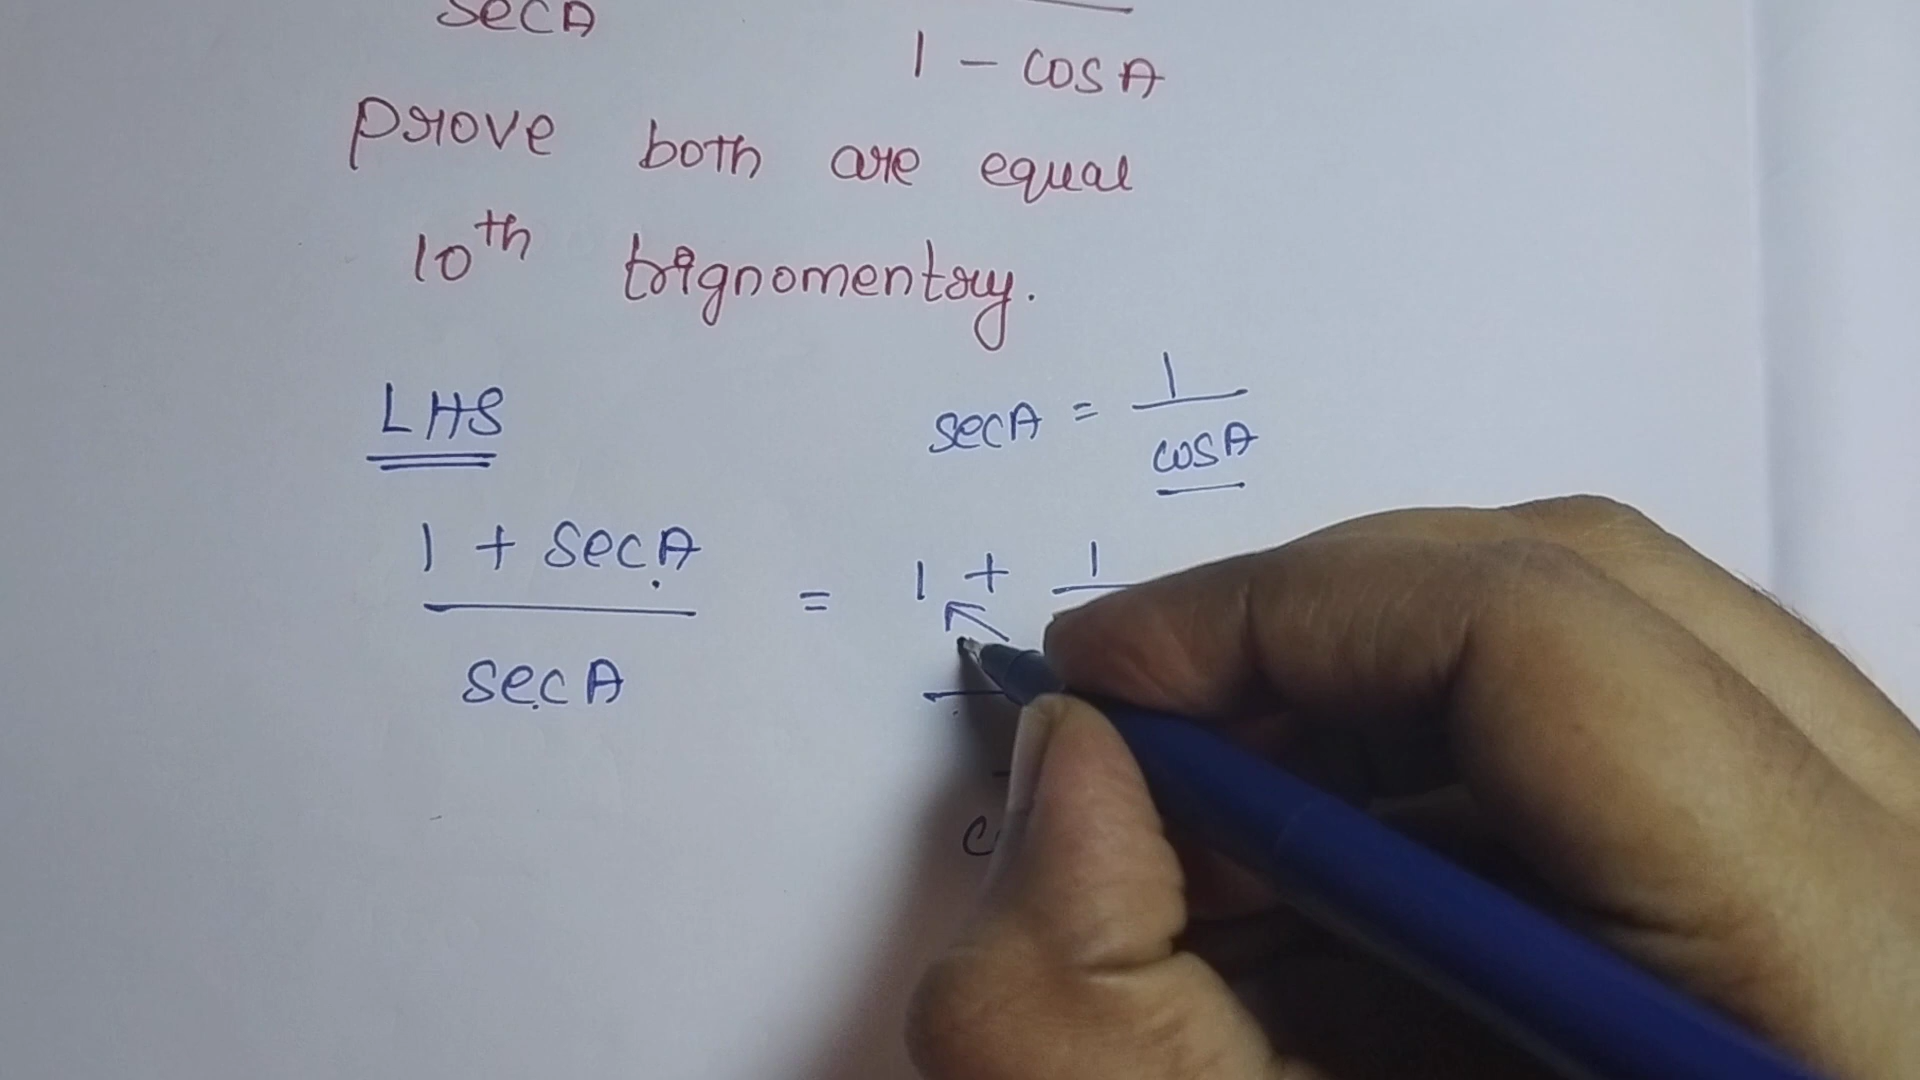 secA
1 - cosA
prove both are equal
10th trignomentry.
LHS
secA = 1/cosA
1 + secA / secA = 1 + 1